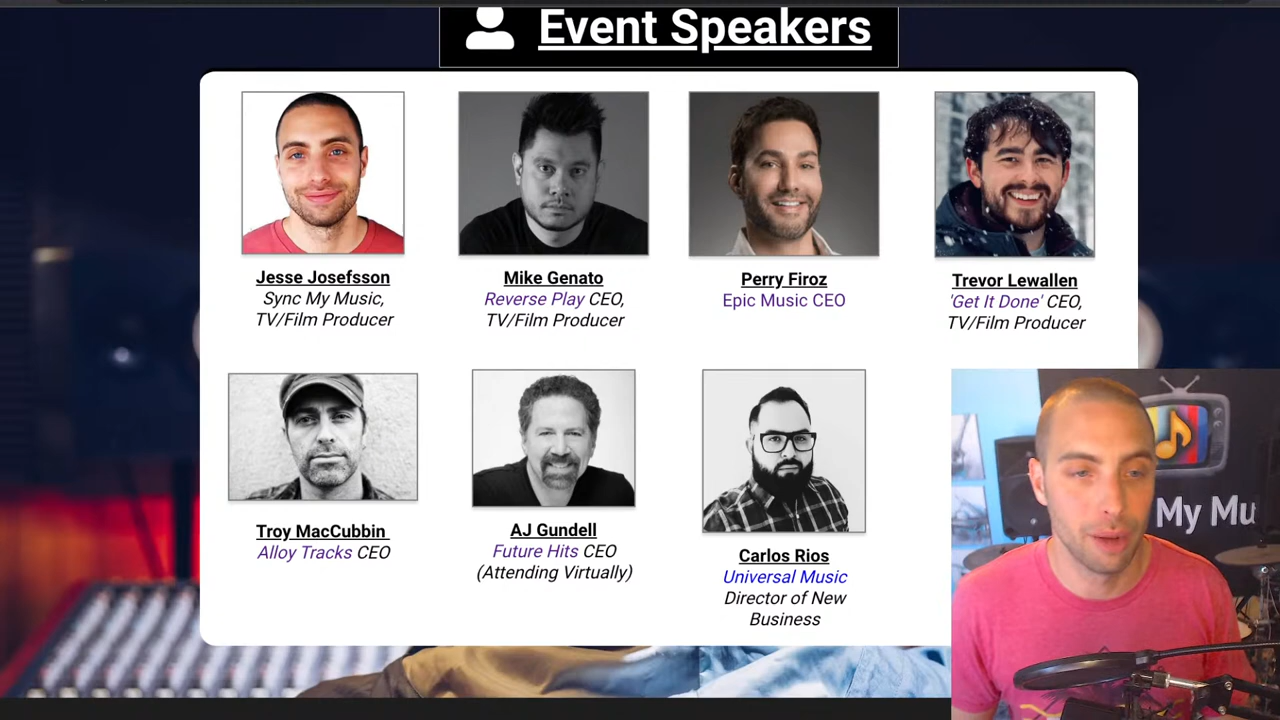 Event Speakers
Jesse Josefsson
Sync My Music,
TV/Film Producer
Mike Genato
Reverse Play CEO,
TV/Film Producer
Perry Firoz
Epic Music CEO
Trevor Lewallen
'Get It Done' CEO,
TV/Film Producer
Troy MacCubbin
Alloy Tracks CEO
AJ Gundell
Future Hits CEO
(Attending Virtually)
Carlos Rios
Universal Music
Director of New
Business
My Mu